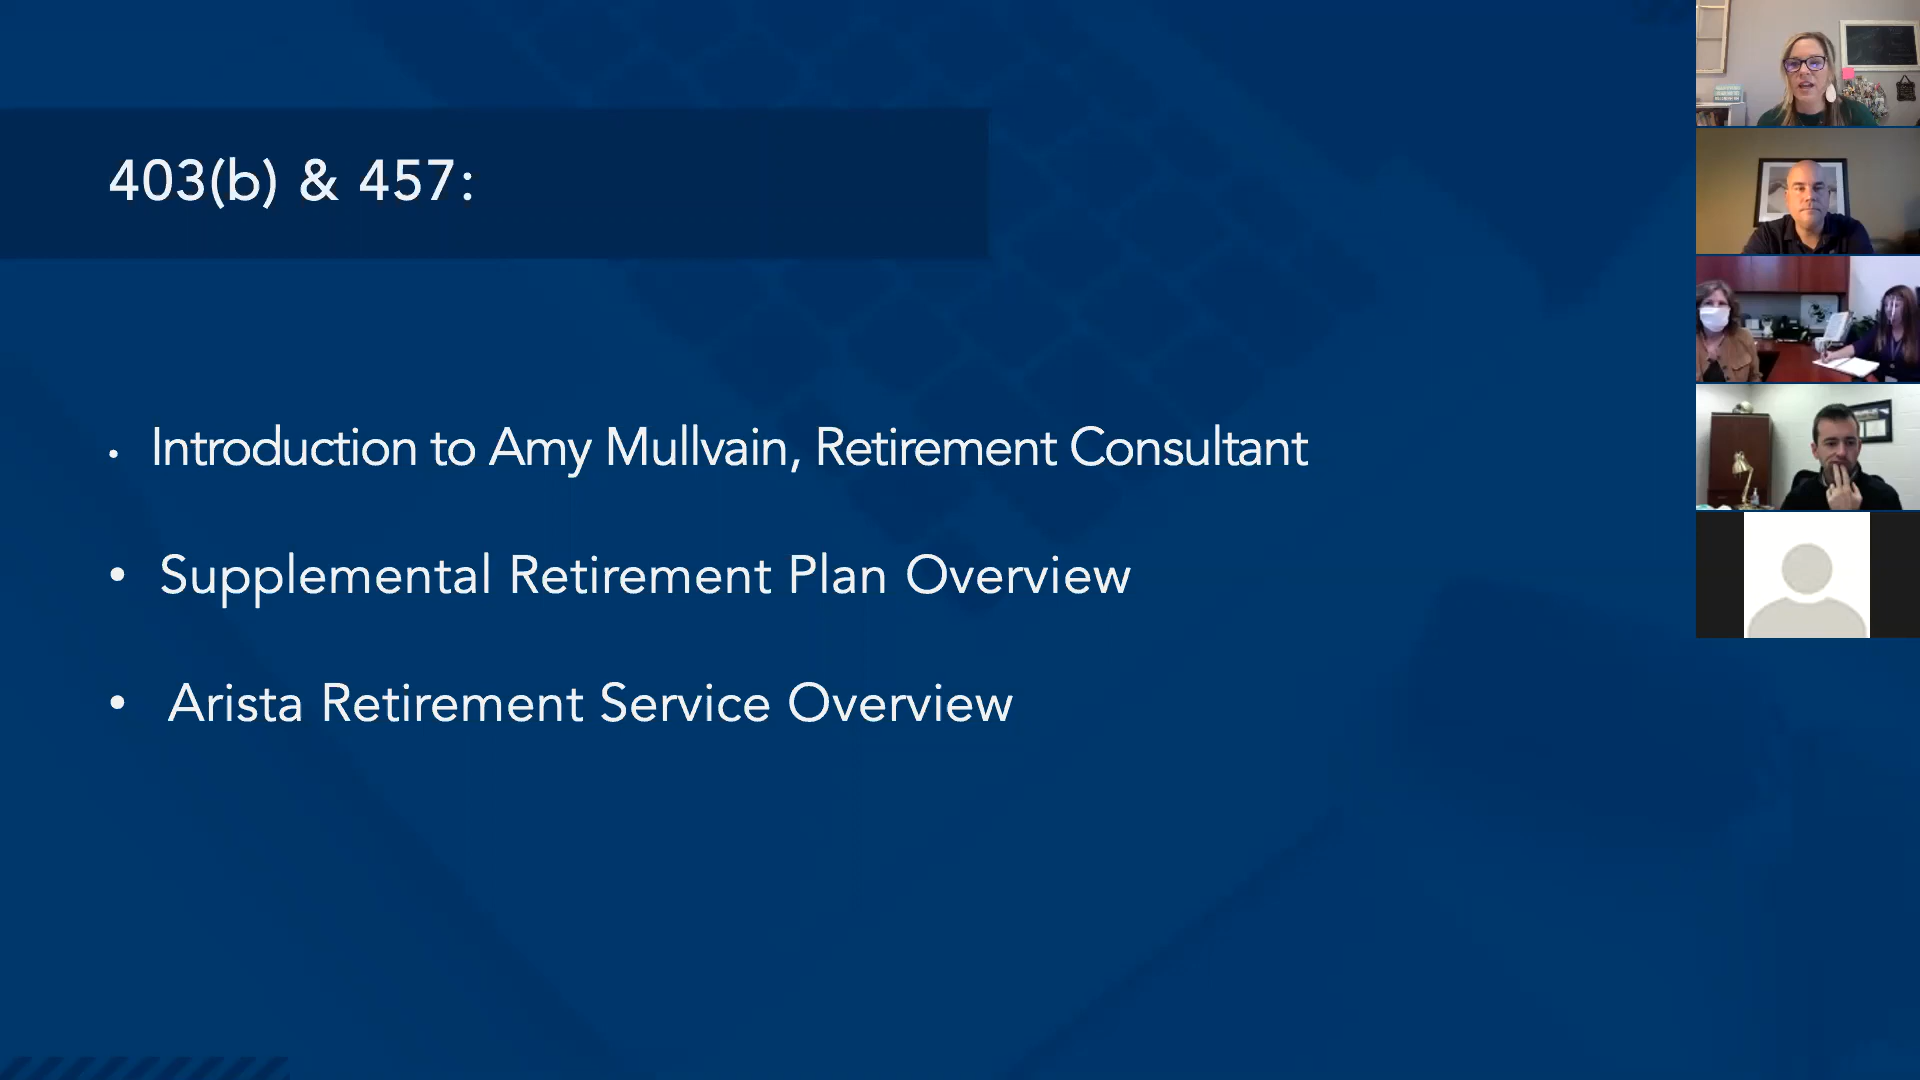 403(b) & 457:
• Introduction to Amy Mullvain, Retirement Consultant
• Supplemental Retirement Plan Overview
• Arista Retirement Service Overview